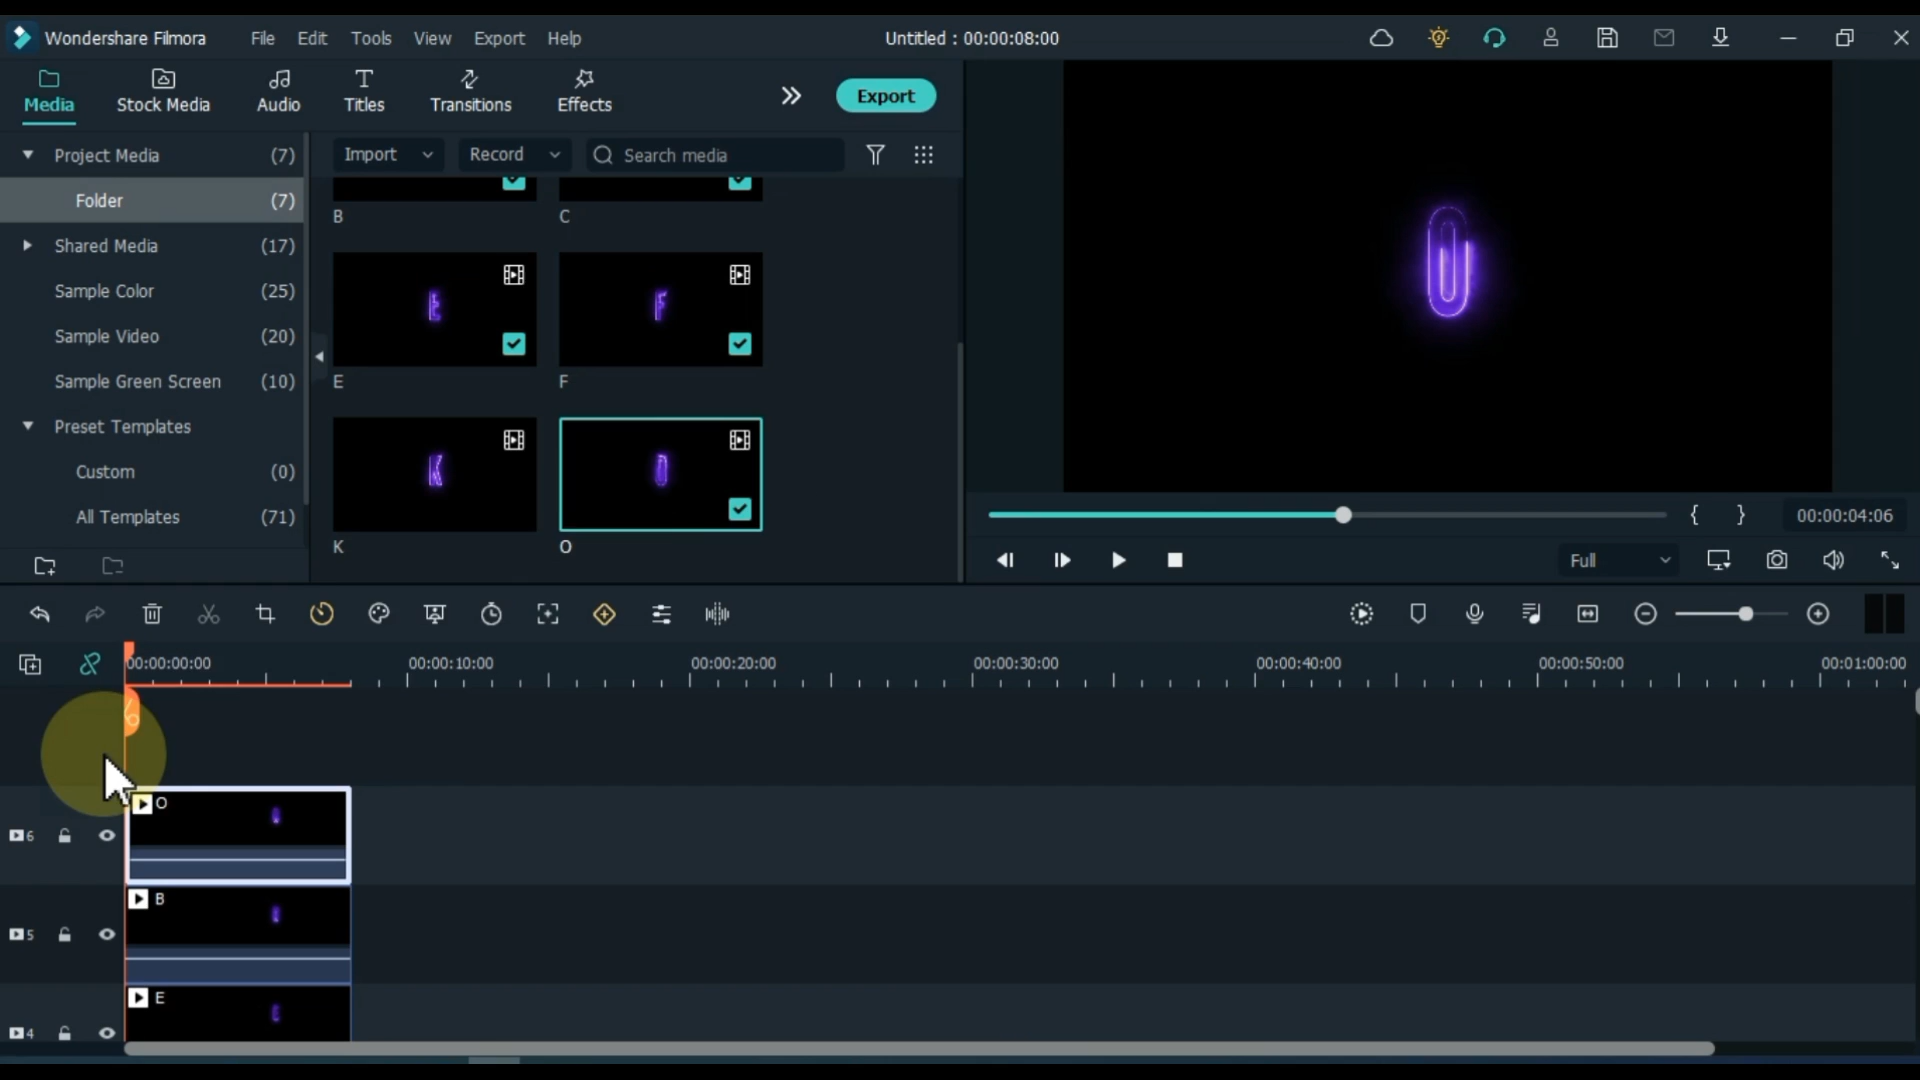 Wondershare Filmora File Edit Tools View Export Help Untitled : 00:00:08:00
Media Stock Media Audio Titles Transitions Effects Export
Project Media (7) Import Record Search media
Folder (7)
B C
Shared Media (17)
Sample Color (25)
Sample Video (20)
Sample Green Screen (10)
E F
Preset Templates
Custom (0)
All Templates (71)
K O
00:00:04:06
Full
00:00:00:00 00:00:10:00 00:00:20:00 00:00:30:00 00:00:40:00 00:00:50:00 00:01:00:00
O
6
B
5
E
4